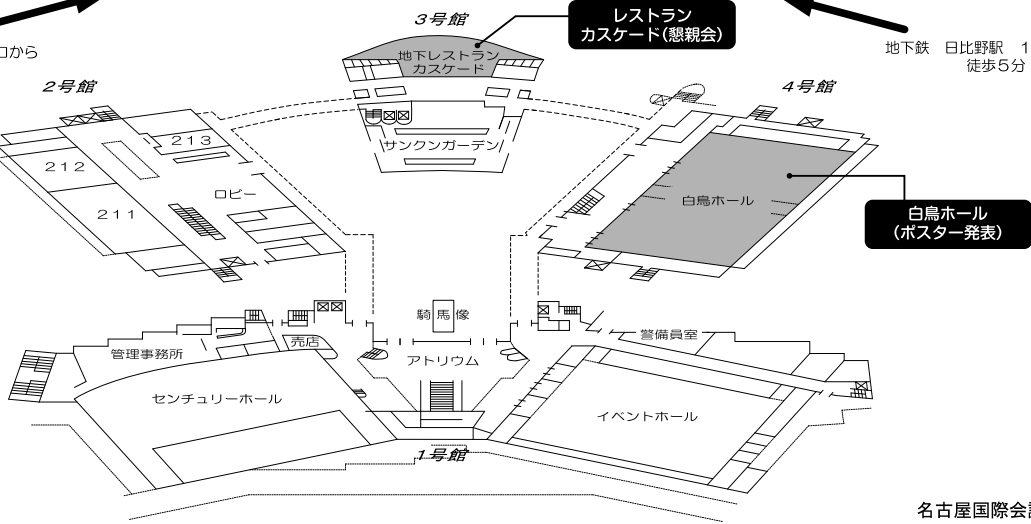 3号館
レストラン
カスケード(懇親会)
口から
地下鉄 日比野駅 1
徒歩5分
地下レストラン
カスケード
2号館
4号館
213
サンクンガーデン
212
ロビー
白鳥ホール
211
白鳥ホール
(ポスター発表)
騎馬像
警備員室
売店
管理事務所
アトリウム
センチュリーホール
イベントホール
1号館
名古屋国際会議